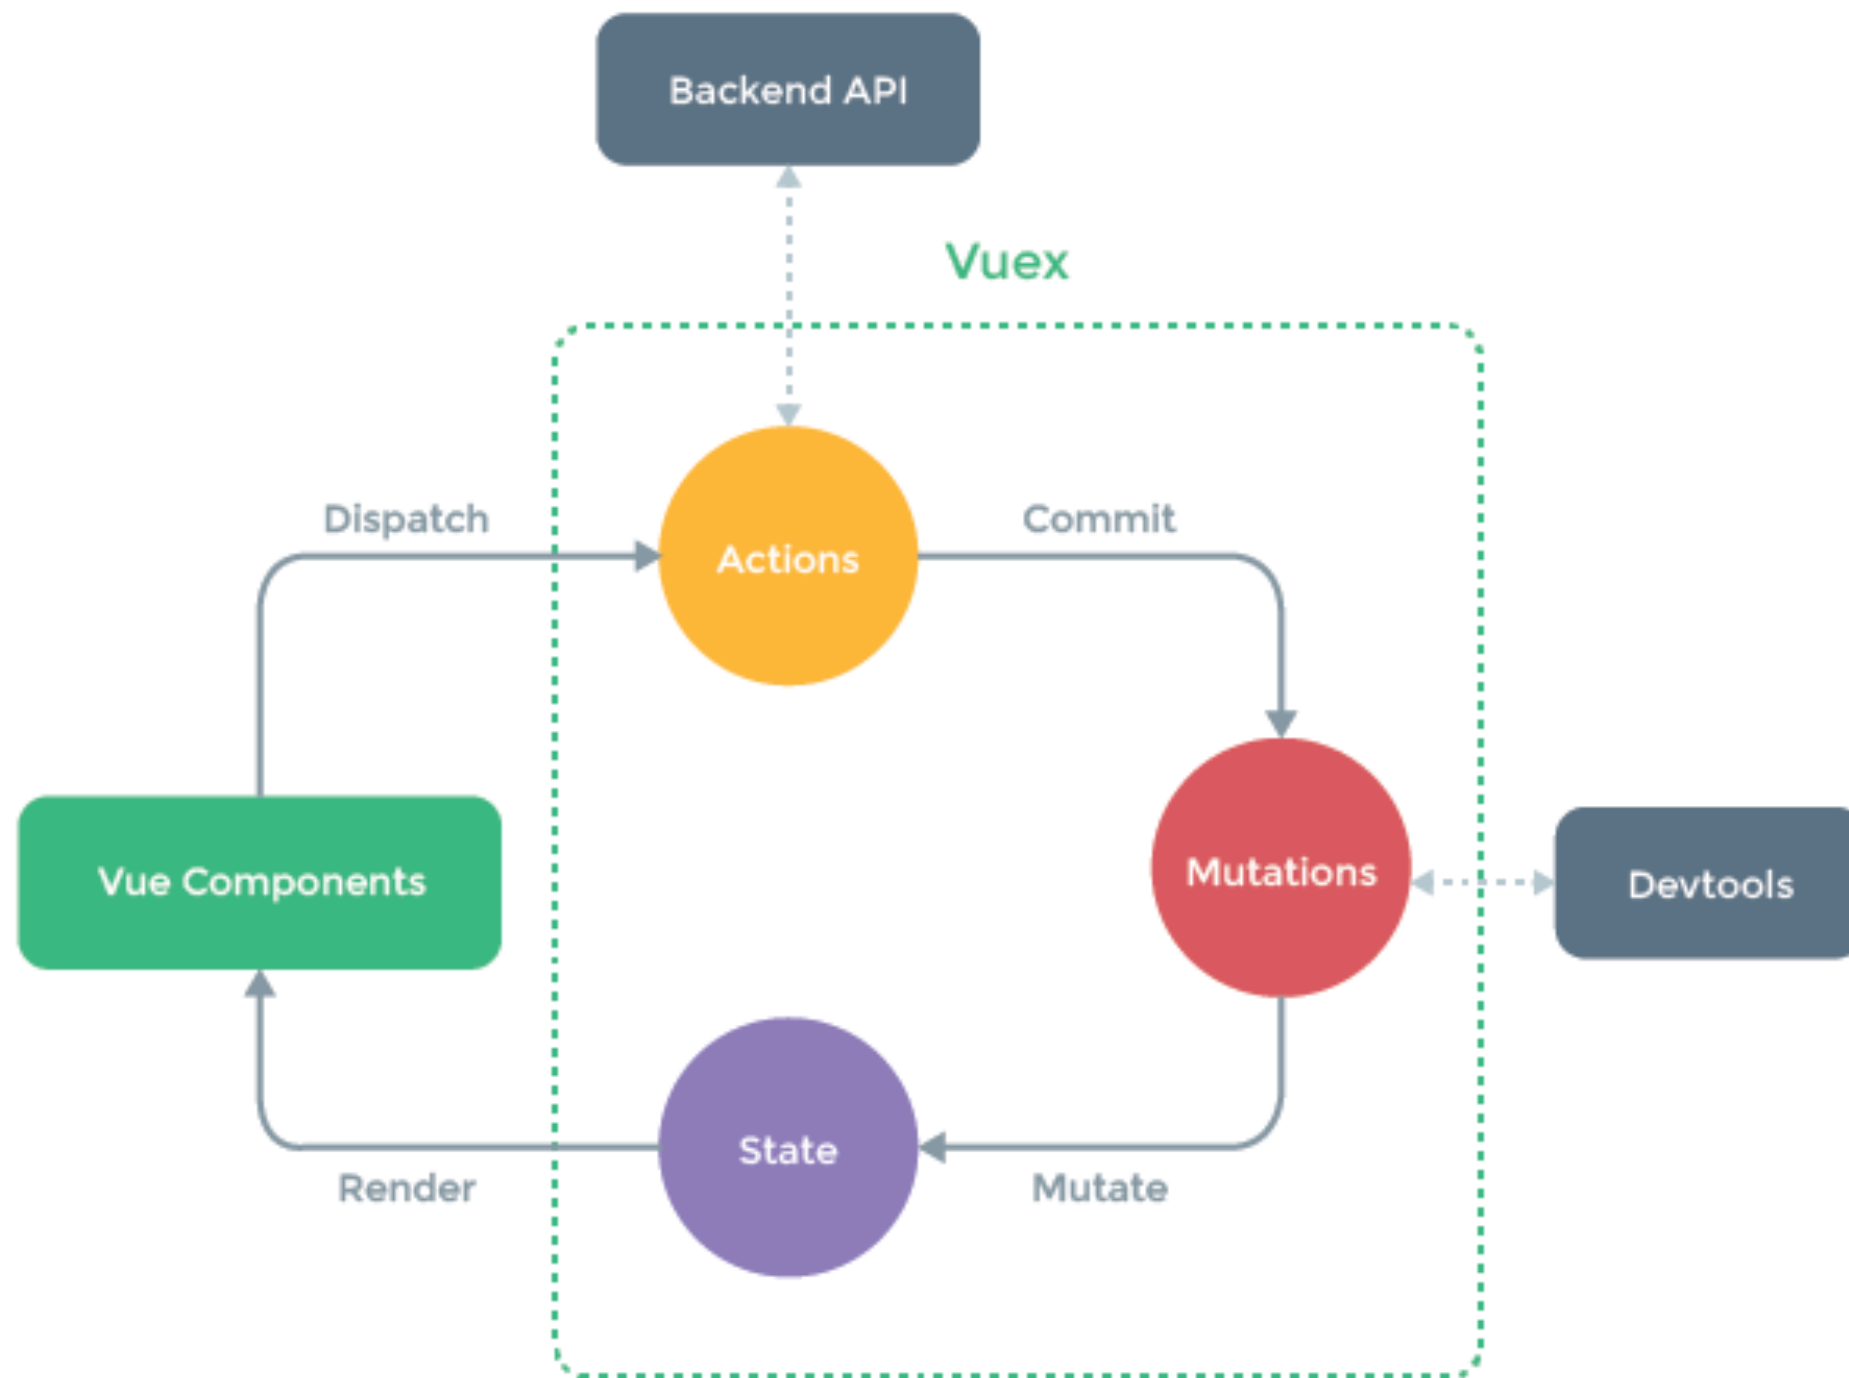 Backend API
Vuex
Dispatch
Commit
Actions
Vue Components
Mutations
Devtools
State
Render
Mutate